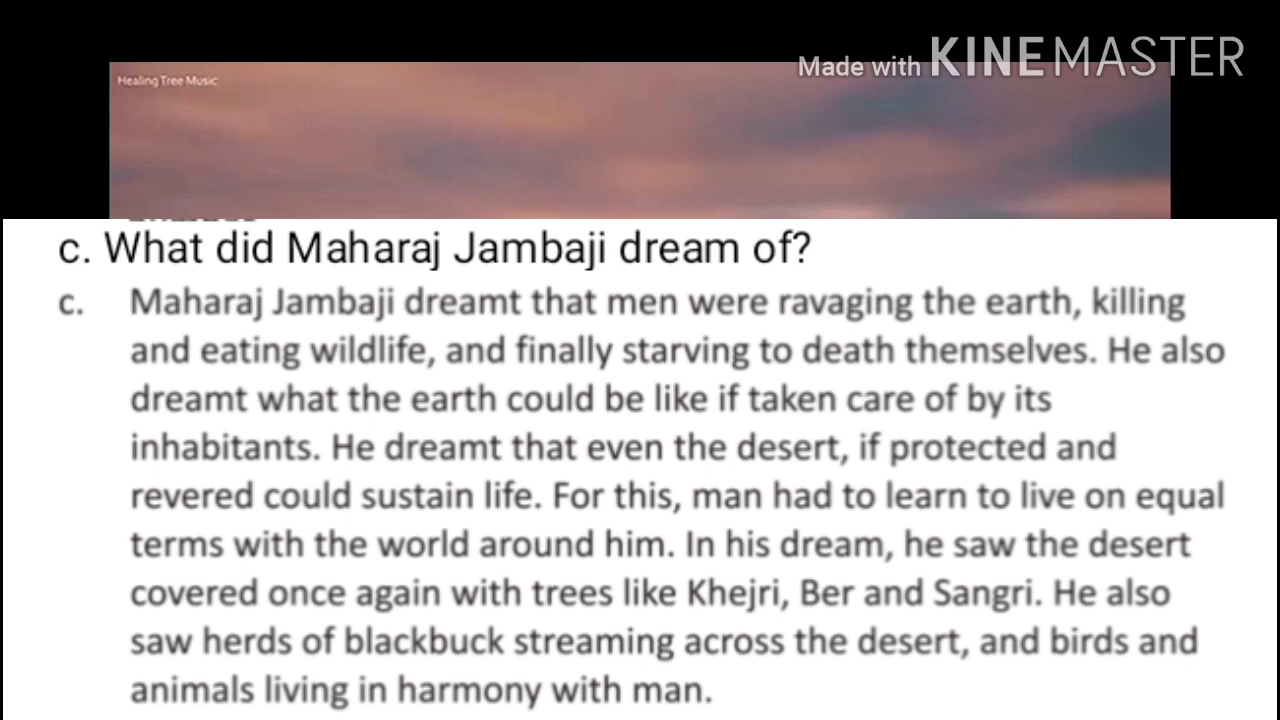 Made with KINEMASTER
Healing Tree Music
c. What did Maharaj Jambaji dream of?
c. Maharaj Jambaji dreamt that men were ravaging the earth, killing
and eating wildlife, and finally starving to death themselves. He also
dreamt what the earth could be like if taken care of by its
inhabitants. He dreamt that even the desert, if protected and
revered could sustain life. For this, man had to learn to live on equal
terms with the world around him. In his dream, he saw the desert
covered once again with trees like Khejri, Ber and Sangri. He also
saw herds of blackbuck streaming across the desert, and birds and
animals living in harmony with man.